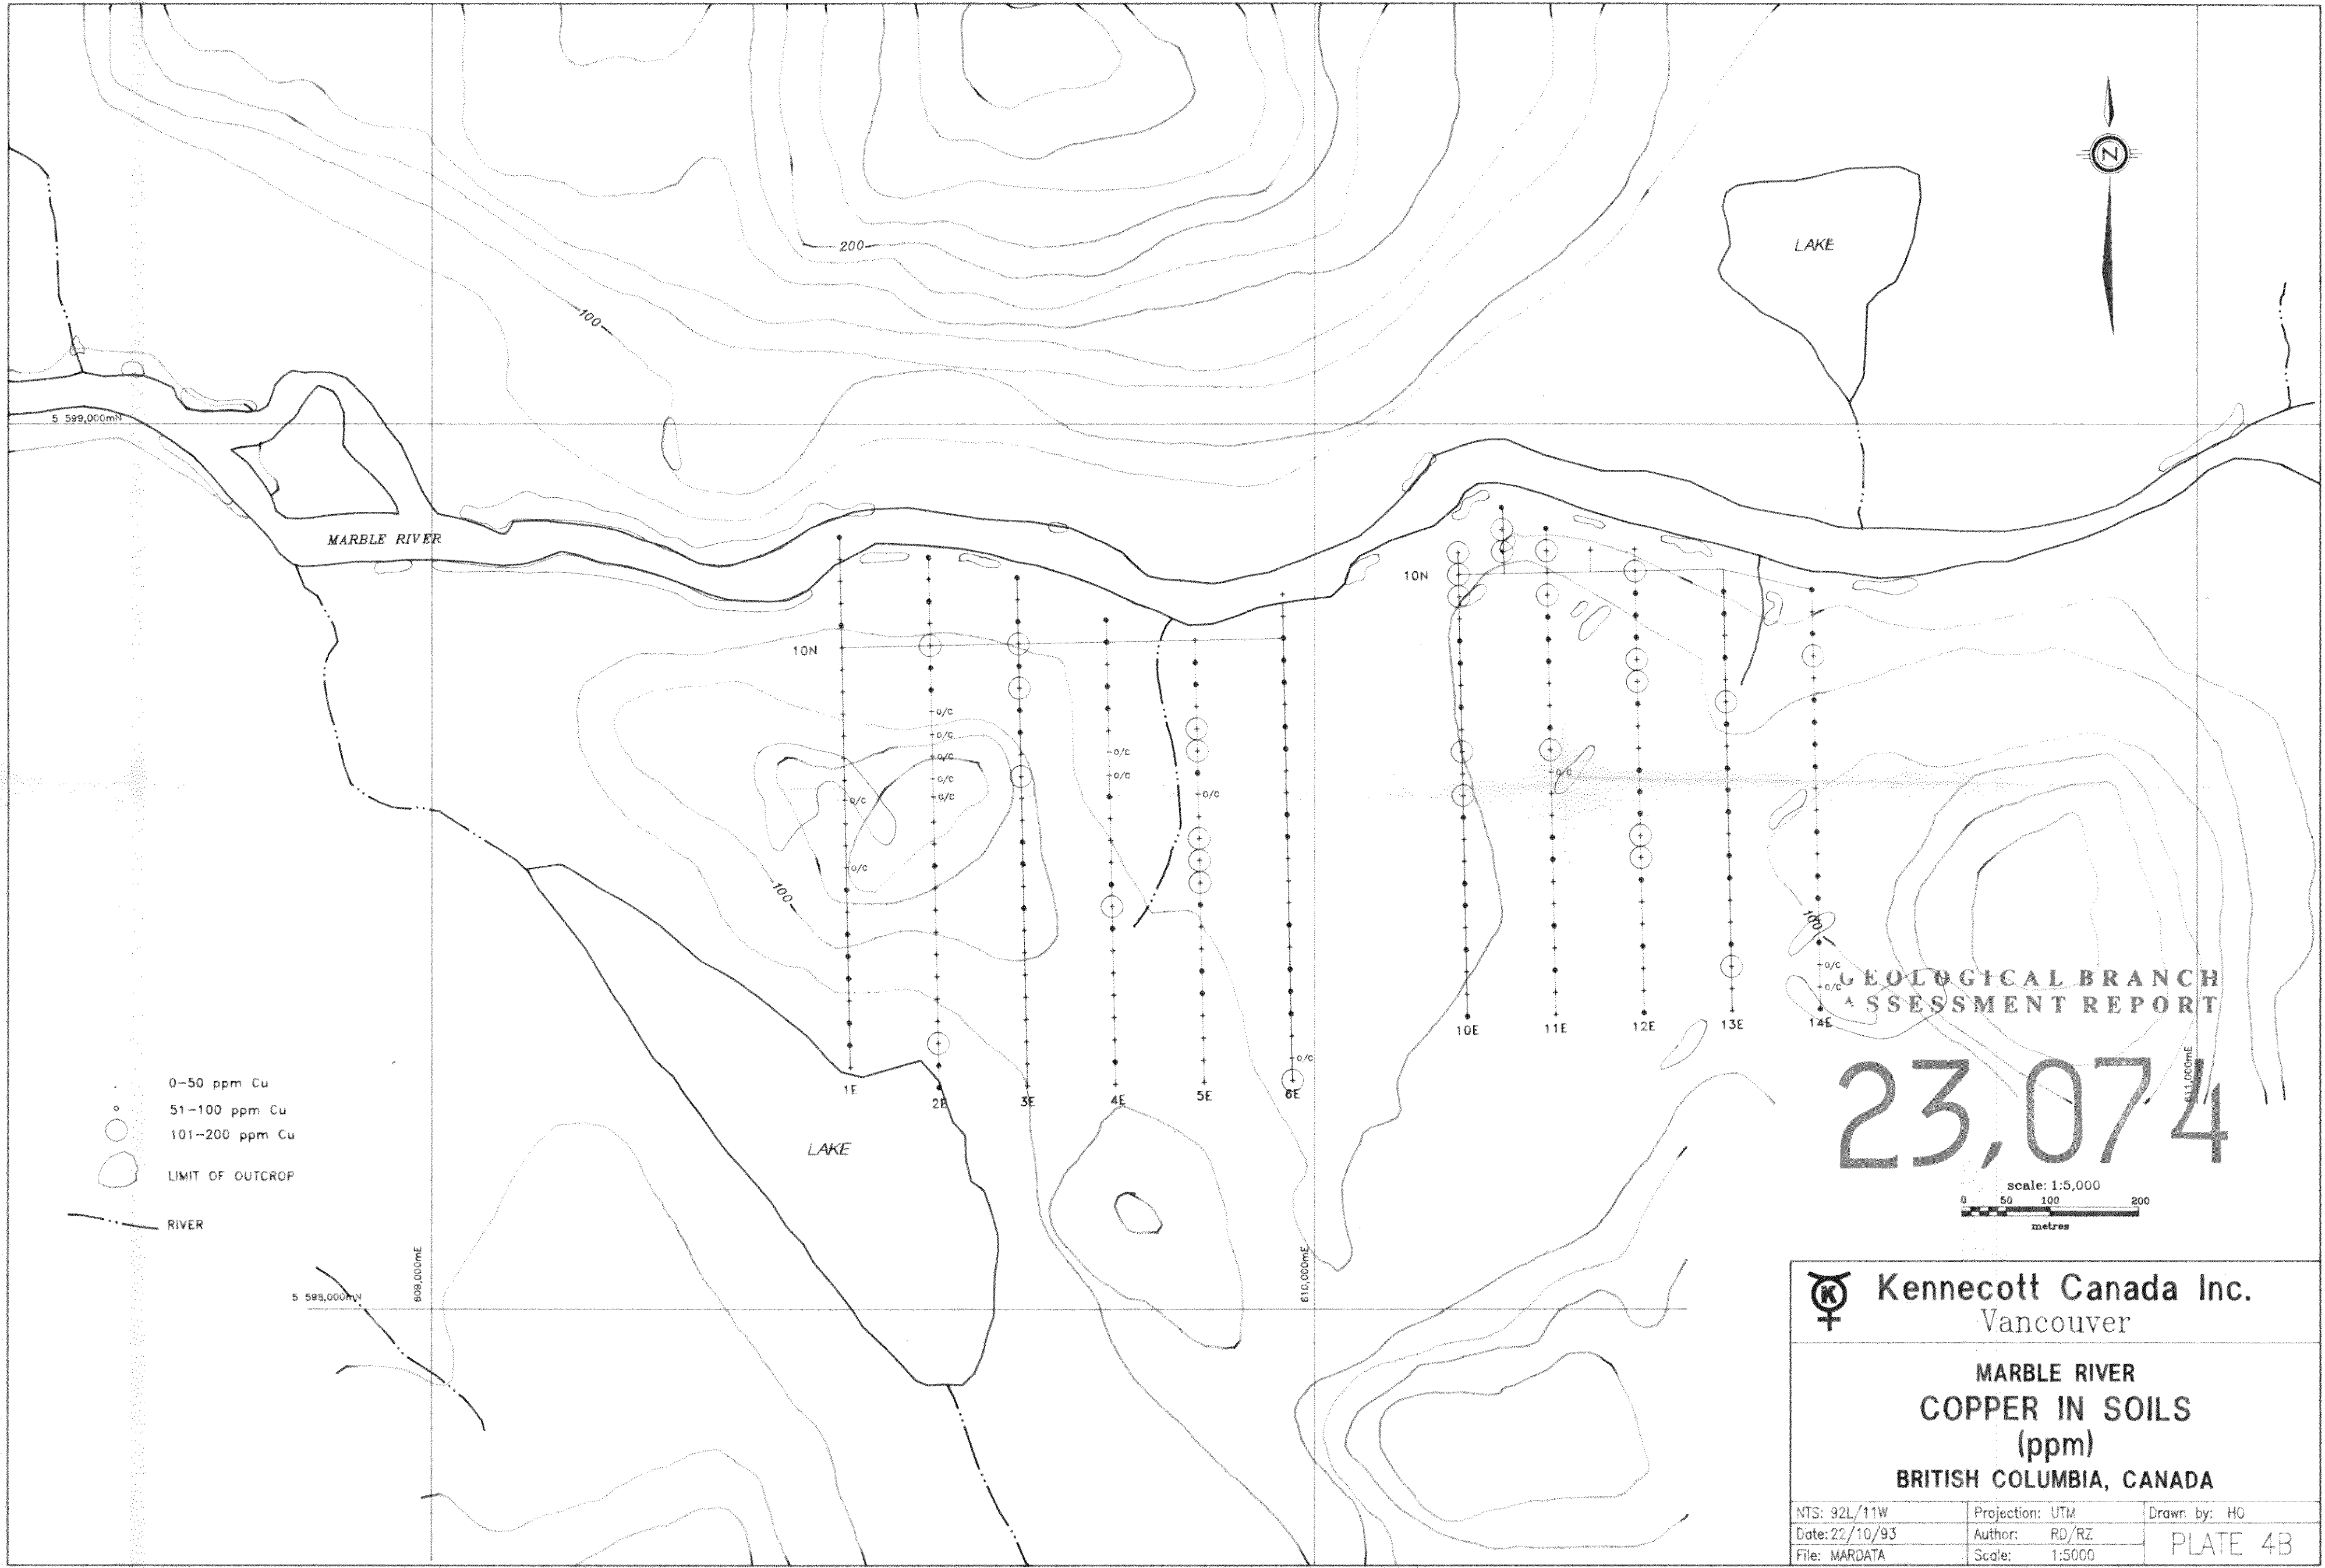 200
LAKE
100
5 599,000mN
MARBLE RIVER
10N
10N
O/C
O/C
O/C
O/C
O/C
O/C
O/C
O/C
O/C
O/C
O/C
100
O/C
100
O/C
O/C
GEOLOGICAL BRANCH
ASSESSMENT REPORT
10E
11E
12E
13E
14E
O/C
1E
2E
3E
4E
5E
6E
23,074
611,000mE
0-50 ppm Cu
51-100 ppm Cu
101-200 ppm Cu
LIMIT OF OUTCROP
RIVER
LAKE
scale: 1:5,000
0 50 100 200
metres
609,000mE
610,000mE
5 598,000mN
K
Kennecott Canada Inc.
Vancouver
MARBLE RIVER
COPPER IN SOILS
(ppm)
BRITISH COLUMBIA, CANADA
NTS: 92L/11W Projection: UTM Drawn by: HO
Date: 22/10/93 Author: RD/RZ PLATE 4B
File: MARDATA Scale: 1:5000
N